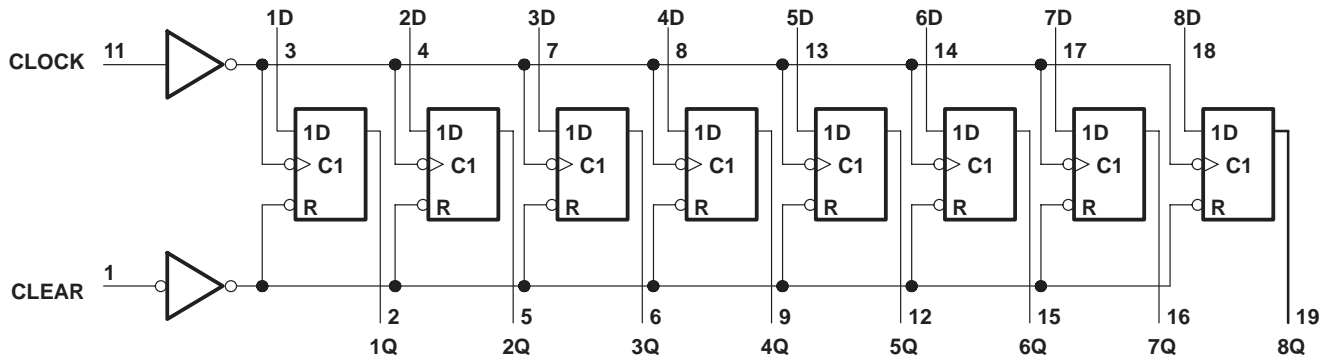 1D 2D 3D 4D 5D 6D 7D 8D
CLOCK 11 3 4 7 8 13 14 17 18
1D 1D 1D 1D 1D 1D 1D 1D
C1 C1 C1 C1 C1 C1 C1 C1
R R R R R R R R
CLEAR 1
2 5 6 9 12 15 16 19
1Q 2Q 3Q 4Q 5Q 6Q 7Q 8Q